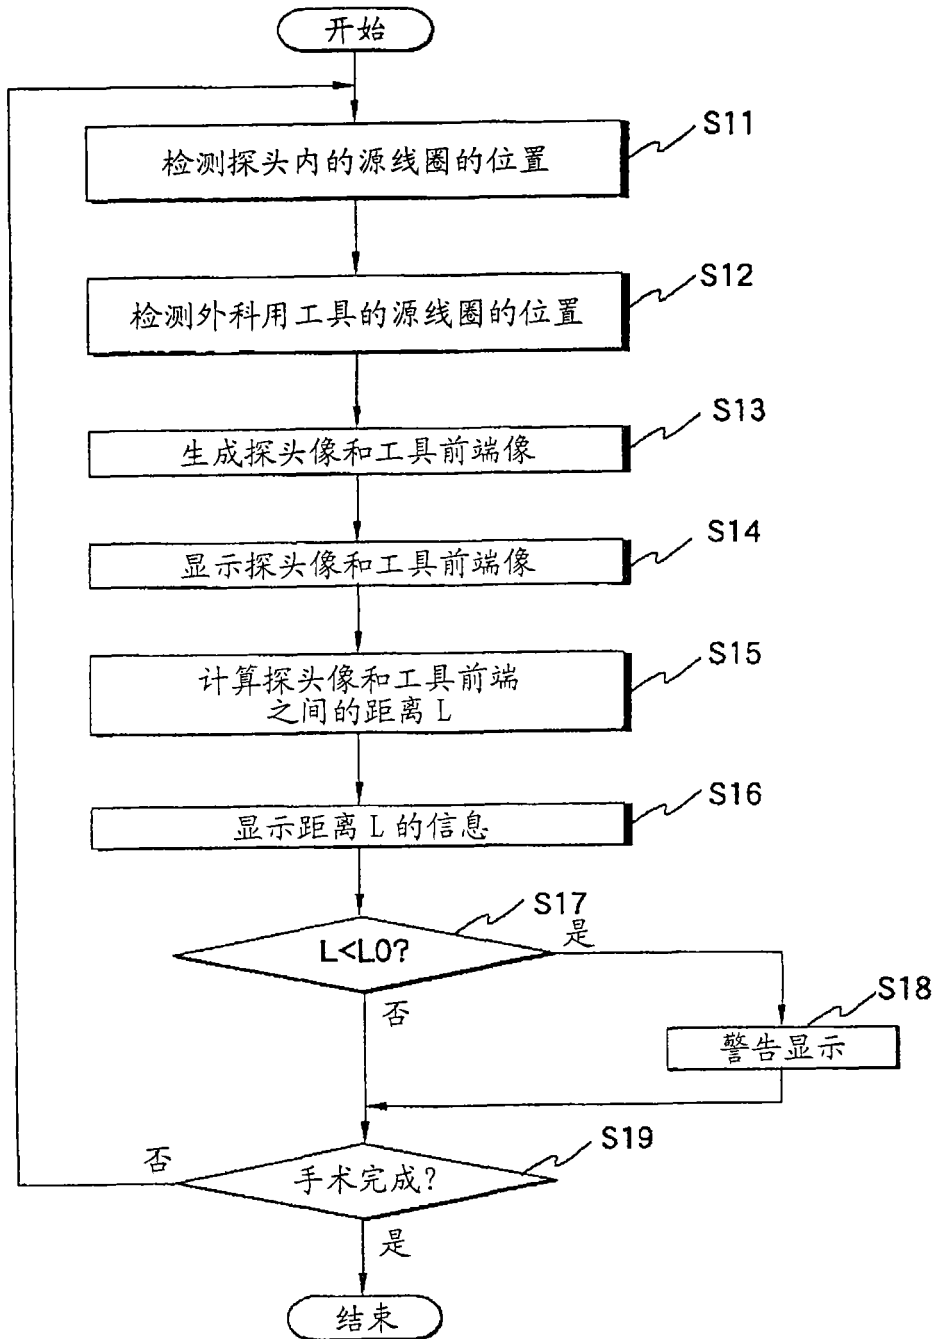 开始
S11
检测探头内的源线圈的位置
S12
检测外科用工具的源线圈的位置
S13
生成探头像和工具前端像
S14
显示探头像和工具前端像
S15
计算探头像和工具前端
之间的距离 L
S16
显示距离 L 的信息
S17
L<L0?
是
否
S18
警告显示
S19
手术完成?
否
是
结束